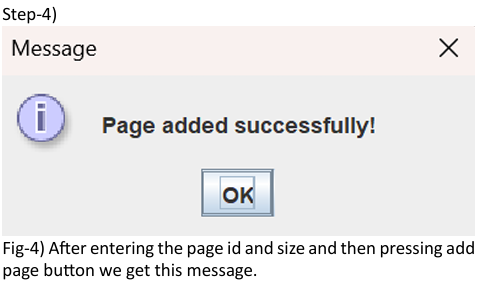 Step-4)
Message
i
Page added successfully!
OK
Fig-4) After entering the page id and size and then pressing add
page button we get this message.